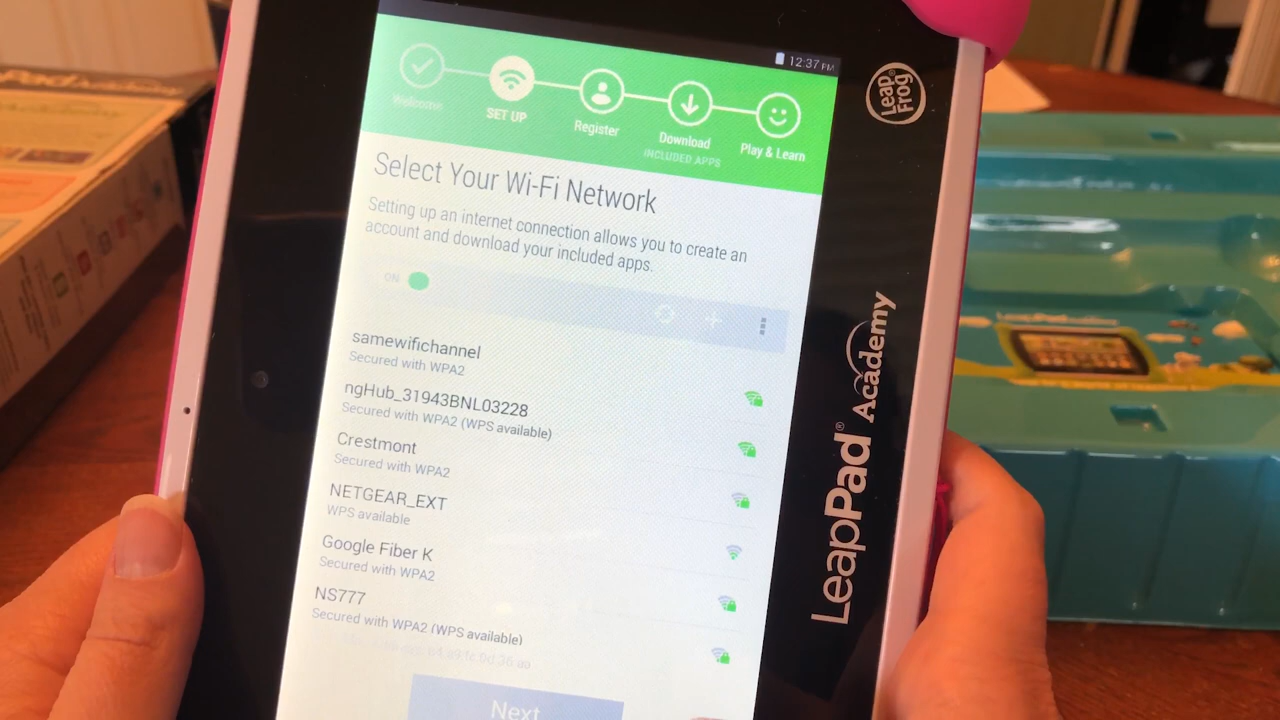 12:37 PM
Welcome
SET UP
Register
Download
INCLUDED APPS
Play & Learn
Select Your Wi-Fi Network
Setting up an internet connection allows you to create an
account and download your included apps.
ON
samewifichannel
Secured with WPA2
ngHub_31943BNL03228
Secured with WPA2 (WPS available)
Crestmont
Secured with WPA2
NETGEAR_EXT
WPS available
Google Fiber K
Secured with WPA2
NS777
Secured with WPA2 (WPS available)
Next
Leap
Frog
LeapPad® Academy